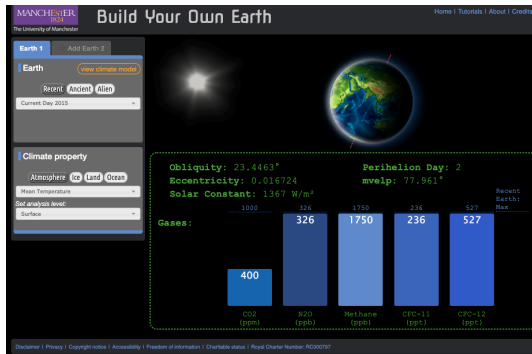 MANCHESTER
1824
The University of Manchester
Build Your Own Earth
Home | Tutorials | About | Credits
Earth 1
Add Earth 2
Earth
view climate model
Recent Ancient Alien
Current Day 2015
Climate property
Atmosphere Ice Land Ocean
Mean Temperature
Set analysis level:
Surface
Obliquity: 23.4463°
Perihelion Day: 2
Eccentricity: 0.016724
mvelp: 77.961°
Solar Constant: 1367 W/m²
Recent
Earth:
Max
1000 326 1750 236 527
Gases:
400 326 1750 236 527
CO2 N2O Methane CFC-11 CFC-12
(ppm) (ppb) (ppb) (ppt) (ppt)
Disclaimer | Privacy | Copyright notice | Accessibility | Freedom of information | Charitable status | Royal Charter Number: RC000797